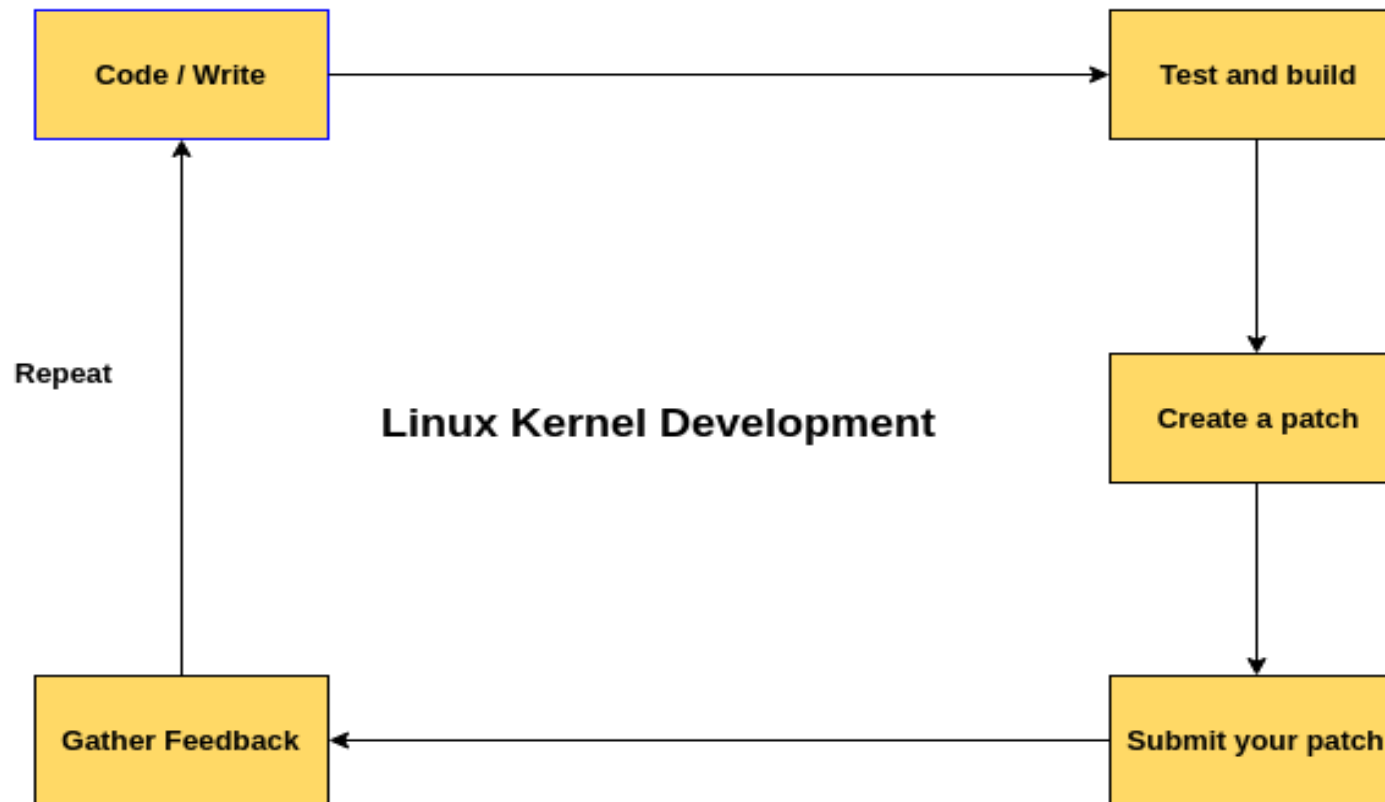 Code / Write
Test and build
Repeat
Linux Kernel Development
Create a patch
Gather Feedback
Submit your patch